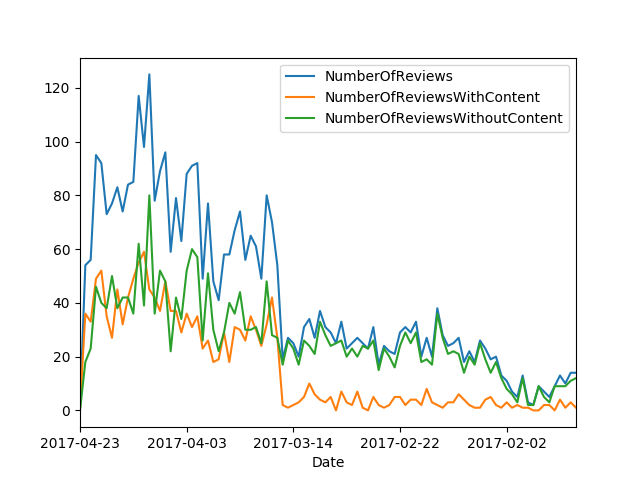 NumberOfReviews
NumberOfReviewsWithContent
NumberOfReviewsWithoutContent
120
100
80
60
40
20
0
2017-04-23 2017-04-03 2017-03-14 2017-02-22 2017-02-02
Date